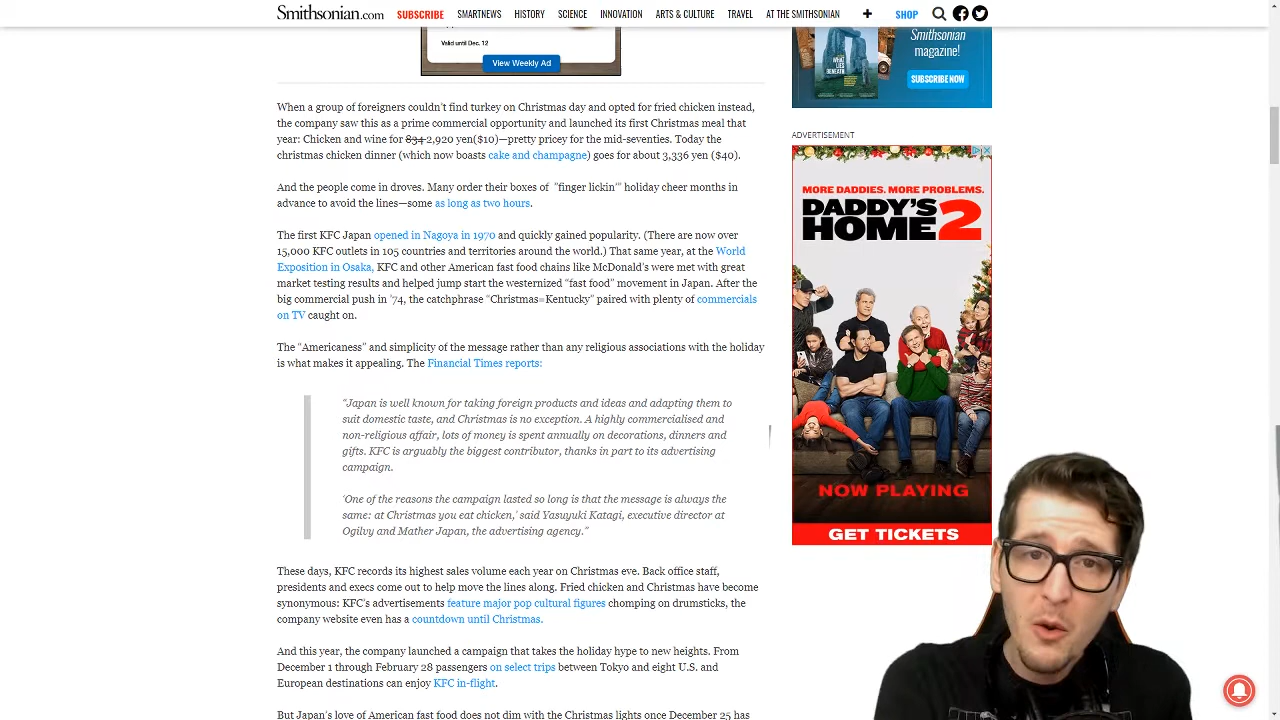 Smithsonian.com SUBSCRIBE SMARTNEWS HISTORY SCIENCE INNOVATION ARTS & CULTURE TRAVEL AT THE SMITHSONIAN + SHOP
Valid until Dec. 12
View Weekly Ad
WHAT
LIES
BENEATH
Smithsonian
magazine!
SUBSCRIBE NOW
When a group of foreigners couldn't find turkey on Christmas day and opted for fried chicken instead,
the company saw this as a prime commercial opportunity and launched its first Christmas meal that
year: Chicken and wine for 834 2,920 yen($10)—pretty pricey for the mid-seventies. Today the
christmas chicken dinner (which now boasts cake and champagne) goes for about 3,336 yen ($40).
And the people come in droves. Many order their boxes of ”finger lickin’” holiday cheer months in
advance to avoid the lines—some as long as two hours.
The first KFC Japan opened in Nagoya in 1970 and quickly gained popularity. (There are now over
15,000 KFC outlets in 105 countries and territories around the world.) That same year, at the World
Exposition in Osaka, KFC and other American fast food chains like McDonald's were met with great
market testing results and helped jump start the westernized “fast food” movement in Japan. After the
big commercial push in ’74, the catchphrase “Christmas=Kentucky” paired with plenty of commercials
on TV caught on.
The “Americaness” and simplicity of the message rather than any religious associations with the holiday
is what makes it appealing. The Financial Times reports:
“Japan is well known for taking foreign products and ideas and adapting them to
suit domestic taste, and Christmas is no exception. A highly commercialised and
non-religious affair, lots of money is spent annually on decorations, dinners and
gifts. KFC is arguably the biggest contributor, thanks in part to its advertising
campaign.
‘One of the reasons the campaign lasted so long is that the message is always the
same: at Christmas you eat chicken,’ said Yasuyuki Katagi, executive director at
Ogilvy and Mather Japan, the advertising agency.”
These days, KFC records its highest sales volume each year on Christmas eve. Back office staff,
presidents and execs come out to help move the lines along. Fried chicken and Christmas have become
synonymous: KFC's advertisements feature major pop cultural figures chomping on drumsticks, the
company website even has a countdown until Christmas.
And this year, the company launched a campaign that takes the holiday hype to new heights. From
December 1 through February 28 passengers on select trips between Tokyo and eight U.S. and
European destinations can enjoy KFC in-flight.
But Japan's love of American fast food does not dim with the Christmas lights once December 25 has
ADVERTISEMENT
MORE DADDIES. MORE PROBLEMS.
DADDY'S
HOME 2
NOW PLAYING
GET TICKETS